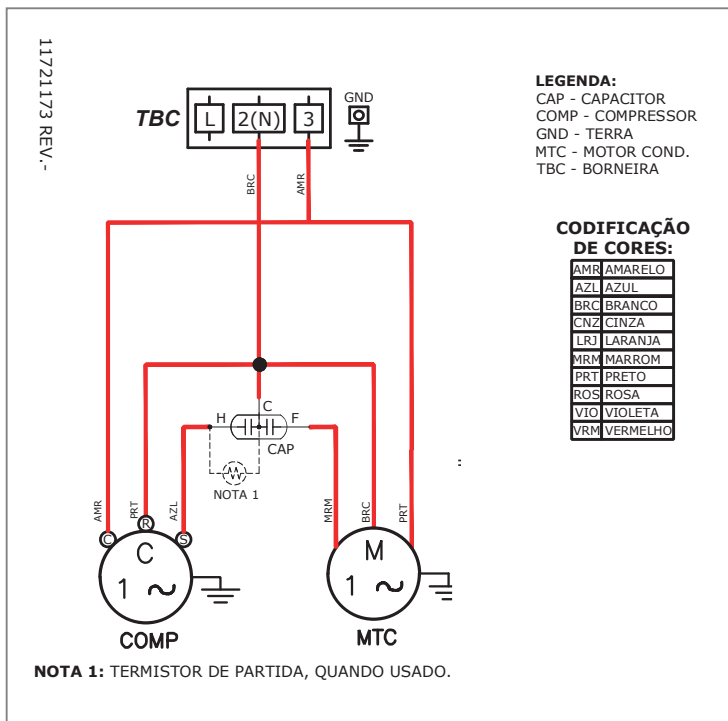 11721173 REV.-
TBC
L
2(N)
3
GND
BRC
AMR
LEGENDA:
CAP - CAPACITOR
COMP - COMPRESSOR
GND - TERRA
MTC - MOTOR COND.
TBC - BORNEIRA
CODIFICAÇÃO
DE CORES:
AMR AMARELO
AZL AZUL
BRC BRANCO
CNZ CINZA
LRJ LARANJA
MRM MARROM
PRT PRETO
ROS ROSA
VIO VIOLETA
VRM VERMELHO
H
C
F
CAP
NOTA 1
:
AMR
PRT
AZL
MRM
BRC
PRT
C
R
S
C
1 ~
COMP
M
1 ~
MTC
NOTA 1: TERMISTOR DE PARTIDA, QUANDO USADO.